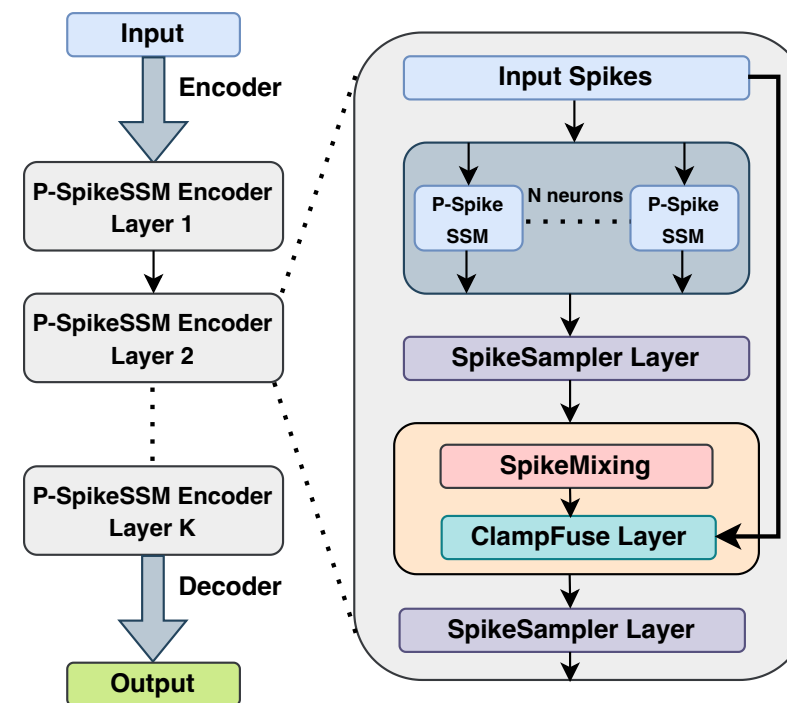 Input
Encoder
P-SpikeSSM Encoder
Layer 1
P-SpikeSSM Encoder
Layer 2
P-SpikeSSM Encoder
Layer K
Decoder
Output
Input Spikes
P-Spike
SSM
N neurons
P-Spike
SSM
SpikeSampler Layer
SpikeMixing
ClampFuse Layer
SpikeSampler Layer